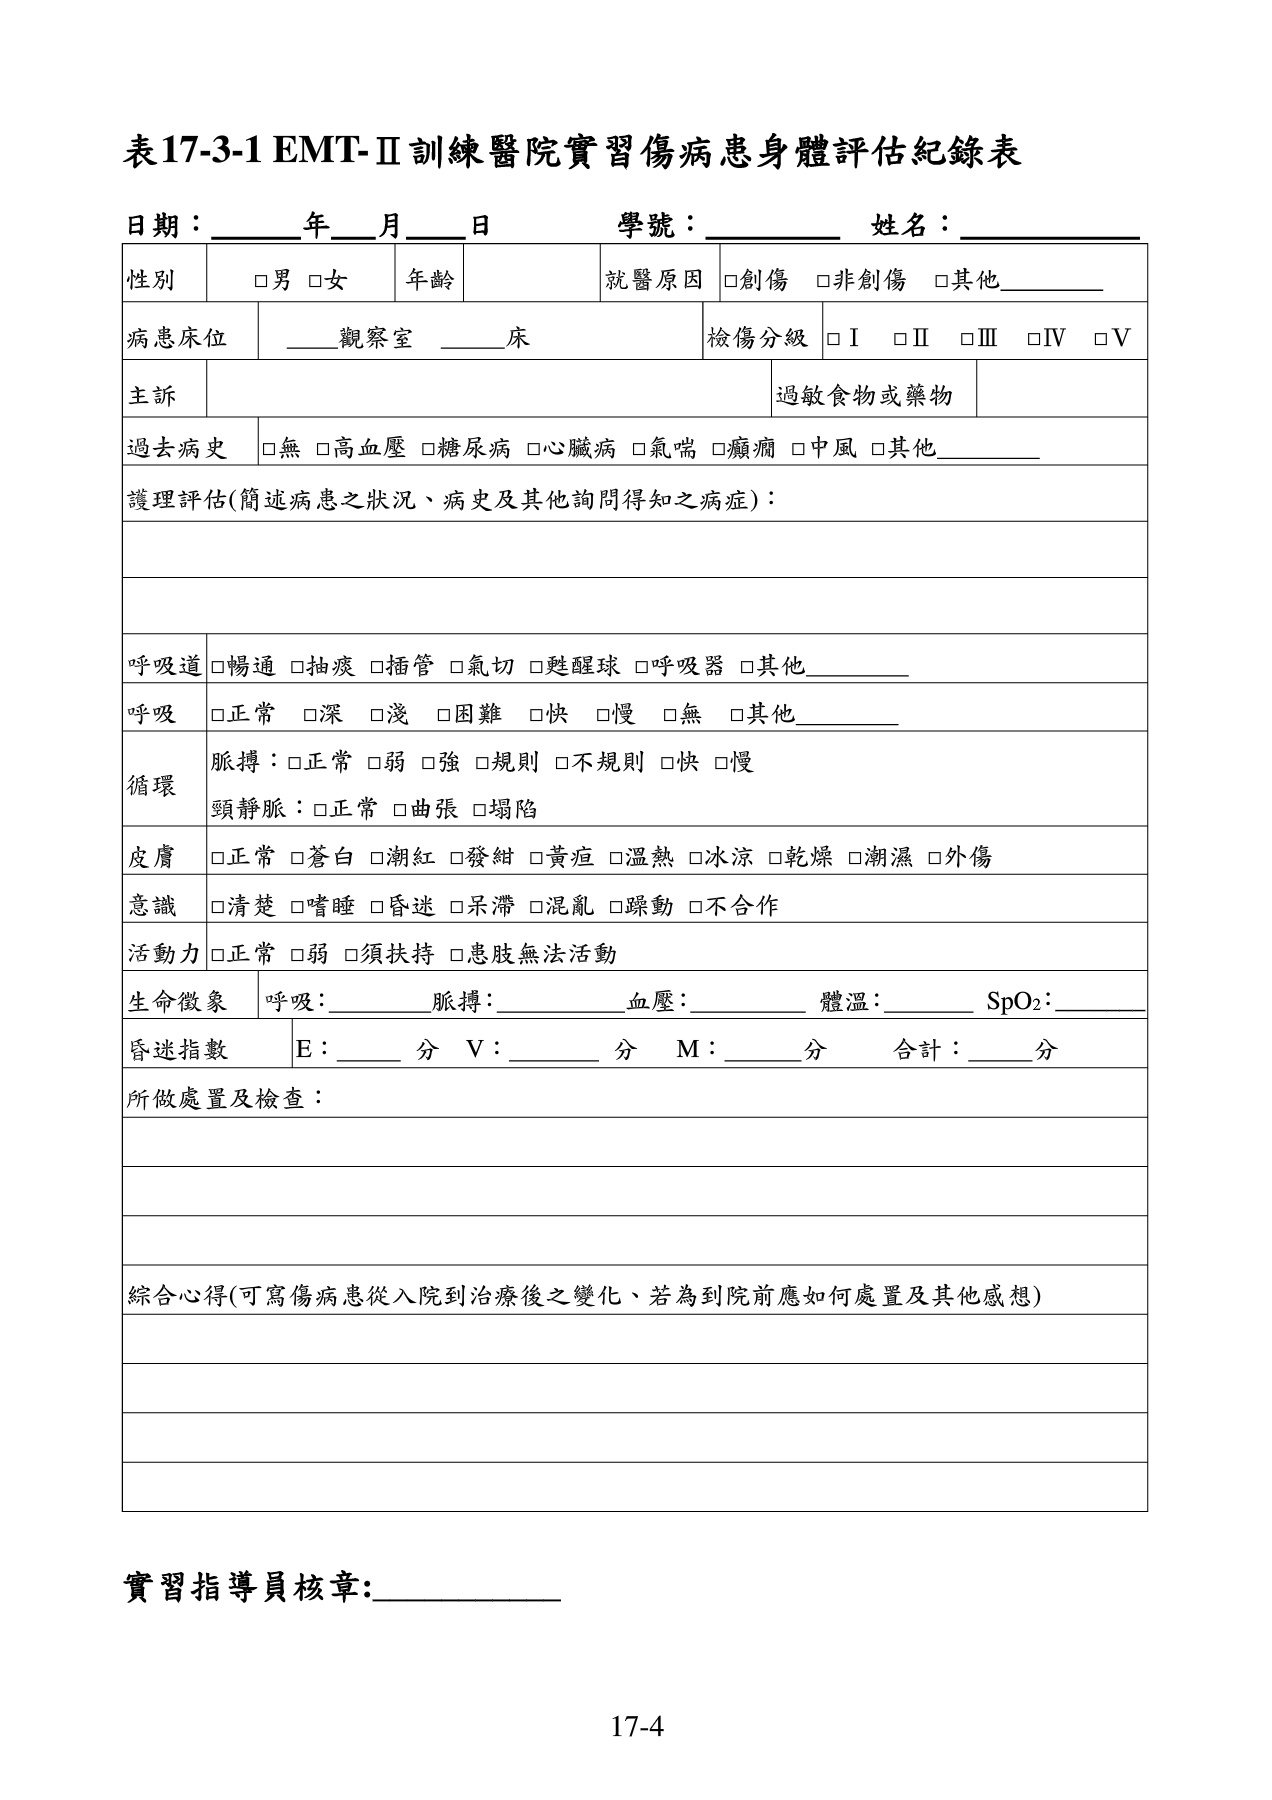 表17-3-1 EMT-Ⅱ訓練醫院實習傷病患身體評估紀錄表
日期：______年___月____日 學號：_________ 姓名：____________
性別 □男 □女 年齡 就醫原因 □創傷 □非創傷 □其他________
病患床位 ____觀察室 _____床 檢傷分級 □Ⅰ □Ⅱ □Ⅲ □Ⅳ □Ⅴ
主訴 過敏食物或藥物
過去病史 □無 □高血壓 □糖尿病 □心臟病 □氣喘 □癲癇 □中風 □其他________
護理評估(簡述病患之狀況、病史及其他詢問得知之病症)：
呼吸道 □暢通 □抽痰 □插管 □氣切 □甦醒球 □呼吸器 □其他________
呼吸 □正常 □深 □淺 □困難 □快 □慢 □無 □其他________
循環 脈搏：□正常 □弱 □強 □規則 □不規則 □快 □慢
頸靜脈：□正常 □曲張 □塌陷
皮膚 □正常 □蒼白 □潮紅 □發紺 □黃疸 □溫熱 □冰涼 □乾燥 □潮濕 □外傷
意識 □清楚 □嗜睡 □昏迷 □呆滯 □混亂 □躁動 □不合作
活動力 □正常 □弱 □須扶持 □患肢無法活動
生命徵象 呼吸：________脈搏：__________血壓：_________ 體溫：_______ SpO2：_______
昏迷指數 E：_____ 分 V：_______ 分 M：______分 合計：_____分
所做處置及檢查：
綜合心得(可寫傷病患從入院到治療後之變化、若為到院前應如何處置及其他感想)
實習指導員核章:___________
17-4